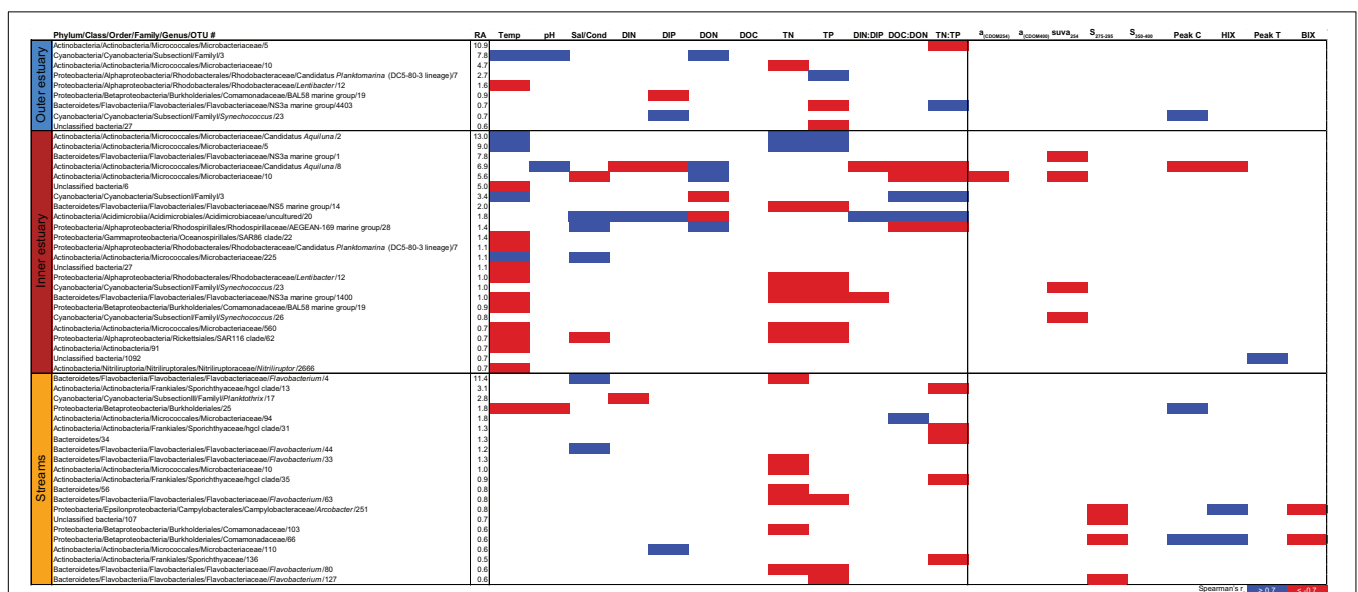 Phylum/Class/Order/Family/Genus/OTU # RA Temp pH Sal/Cond DIN DIP DON DOC TN TP DIN:DIP DOC:DON TN:TP a(CDOM254) a(CDOM400) suva254 S275-295 S350-400 Peak C HIX Peak T BIX
Outer estuary
Actinobacteria/Actinobacteria/Micrococcales/Microbacteriaceae/5 10.9
Cyanobacteria/Cyanobacteria/SubsectionI/FamilyI/3 7.8
Actinobacteria/Actinobacteria/Micrococcales/Microbacteriaceae/10 4.7
Proteobacteria/Alphaproteobacteria/Rhodobacterales/Rhodobacteraceae/Candidatus Planktomarina (DC5-80-3 lineage)/7 2.7
Proteobacteria/Alphaproteobacteria/Rhodobacterales/Rhodobacteraceae/Lentibacter/12 1.6
Proteobacteria/Betaproteobacteria/Burkholderiales/Comamonadaceae/BAL58 marine group/19 0.9
Bacteroidetes/Flavobacteriia/Flavobacteriales/Flavobacteriaceae/NS3a marine group/4403 0.7
Cyanobacteria/Cyanobacteria/SubsectionI/FamilyI/Synechococcus/23 0.7
Unclassified bacteria/27 0.6
Inner estuary
Actinobacteria/Actinobacteria/Micrococcales/Microbacteriaceae/Candidatus Aquiluna/2 13.0
Actinobacteria/Actinobacteria/Micrococcales/Microbacteriaceae/5 9.0
Bacteroidetes/Flavobacteriia/Flavobacteriales/Flavobacteriaceae/NS3a marine group/1 7.8
Actinobacteria/Actinobacteria/Micrococcales/Microbacteriaceae/Candidatus Aquiluna/8 6.9
Actinobacteria/Actinobacteria/Micrococcales/Microbacteriaceae/10 5.6
Unclassified bacteria/6 5.0
Cyanobacteria/Cyanobacteria/SubsectionI/FamilyI/3 3.4
Bacteroidetes/Flavobacteriia/Flavobacteriales/Flavobacteriaceae/NS5 marine group/14 2.0
Actinobacteria/Acidimicrobiia/Acidimicrobiales/Acidimicrobiaceae/uncultured/20 1.8
Proteobacteria/Alphaproteobacteria/Rhodospirillales/Rhodospirillaceae/AEGEAN-169 marine group/28 1.4
Proteobacteria/Gammaproteobacteria/Oceanospirillales/SAR86 clade/22 1.4
Proteobacteria/Alphaproteobacteria/Rhodobacterales/Rhodobacteraceae/Candidatus Planktomarina (DC5-80-3 lineage)/7 1.1
Actinobacteria/Actinobacteria/Micrococcales/Microbacteriaceae/225 1.1
Unclassified bacteria/27 1.1
Proteobacteria/Alphaproteobacteria/Rhodobacterales/Rhodobacteraceae/Lentibacter/12 1.0
Cyanobacteria/Cyanobacteria/SubsectionI/FamilyI/Synechococcus/23 1.0
Bacteroidetes/Flavobacteriia/Flavobacteriales/Flavobacteriaceae/NS3a marine group/1400 1.0
Proteobacteria/Betaproteobacteria/Burkholderiales/Comamonadaceae/BAL58 marine group/19 0.9
Cyanobacteria/Cyanobacteria/SubsectionI/FamilyI/Synechococcus/26 0.8
Actinobacteria/Actinobacteria/Micrococcales/Microbacteriaceae/560 0.7
Proteobacteria/Alphaproteobacteria/Rickettsiales/SAR116 clade/62 0.7
Actinobacteria/Actinobacteria/91 0.7
Unclassified bacteria/1092 0.7
Actinobacteria/Nitriliruptoria/Nitriliruptorales/Nitriliruptoraceae/Nitriliruptor/2666 0.7
Streams
Bacteroidetes/Flavobacteriia/Flavobacteriales/Flavobacteriaceae/Flavobacterium/4 11.4
Actinobacteria/Actinobacteria/Frankiales/Sporichthyaceae/hgcI clade/13 3.1
Cyanobacteria/Cyanobacteria/SubsectionIII/FamilyI/Planktothrix/17 2.8
Proteobacteria/Betaproteobacteria/Burkholderiales/25 1.8
Actinobacteria/Actinobacteria/Micrococcales/Microbacteriaceae/94 1.8
Actinobacteria/Actinobacteria/Frankiales/Sporichthyaceae/hgcI clade/31 1.3
Bacteroidetes/34 1.3
Bacteroidetes/Flavobacteriia/Flavobacteriales/Flavobacteriaceae/Flavobacterium/44 1.2
Bacteroidetes/Flavobacteriia/Flavobacteriales/Flavobacteriaceae/Flavobacterium/33 1.3
Actinobacteria/Actinobacteria/Micrococcales/Microbacteriaceae/10 1.0
Actinobacteria/Actinobacteria/Frankiales/Sporichthyaceae/hgcI clade/35 0.9
Bacteroidetes/56 0.8
Bacteroidetes/Flavobacteriia/Flavobacteriales/Flavobacteriaceae/Flavobacterium/63 0.8
Proteobacteria/Epsilonproteobacteria/Campylobacterales/Campylobacteraceae/Arcobacter/251 0.8
Unclassified bacteria/107 0.7
Proteobacteria/Betaproteobacteria/Burkholderiales/Comamonadaceae/103 0.6
Proteobacteria/Betaproteobacteria/Burkholderiales/Comamonadaceae/66 0.6
Actinobacteria/Actinobacteria/Micrococcales/Microbacteriaceae/110 0.6
Actinobacteria/Actinobacteria/Frankiales/Sporichthyaceae/136 0.5
Bacteroidetes/Flavobacteriia/Flavobacteriales/Flavobacteriaceae/Flavobacterium/80 0.6
Bacteroidetes/Flavobacteriia/Flavobacteriales/Flavobacteriaceae/Flavobacterium/127 0.6
Spearman's r > 0.7 < -0.7